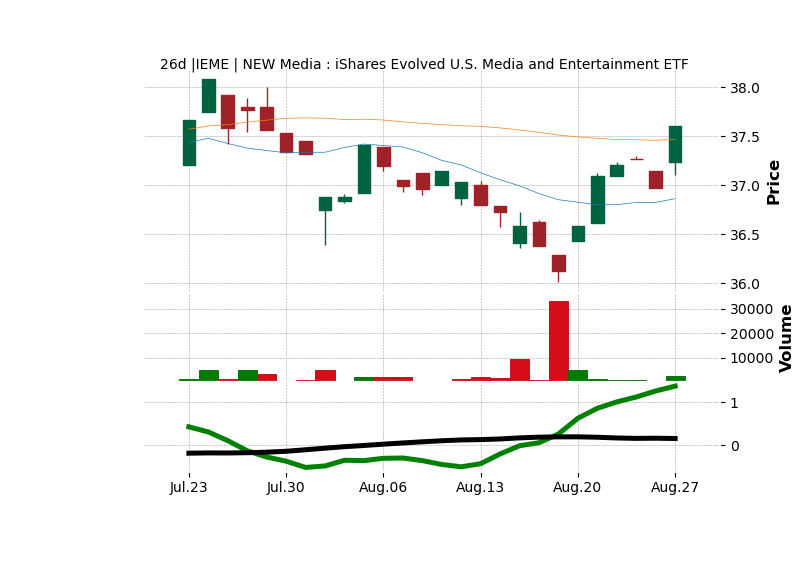 26d |IEME | NEW Media : iShares Evolved U.S. Media and Entertainment ETF
38.0
37.5
37.0
36.5
36.0
Price
30000
20000
10000
Volume
1
0
Jul.23 Jul.30 Aug.06 Aug.13 Aug.20 Aug.27